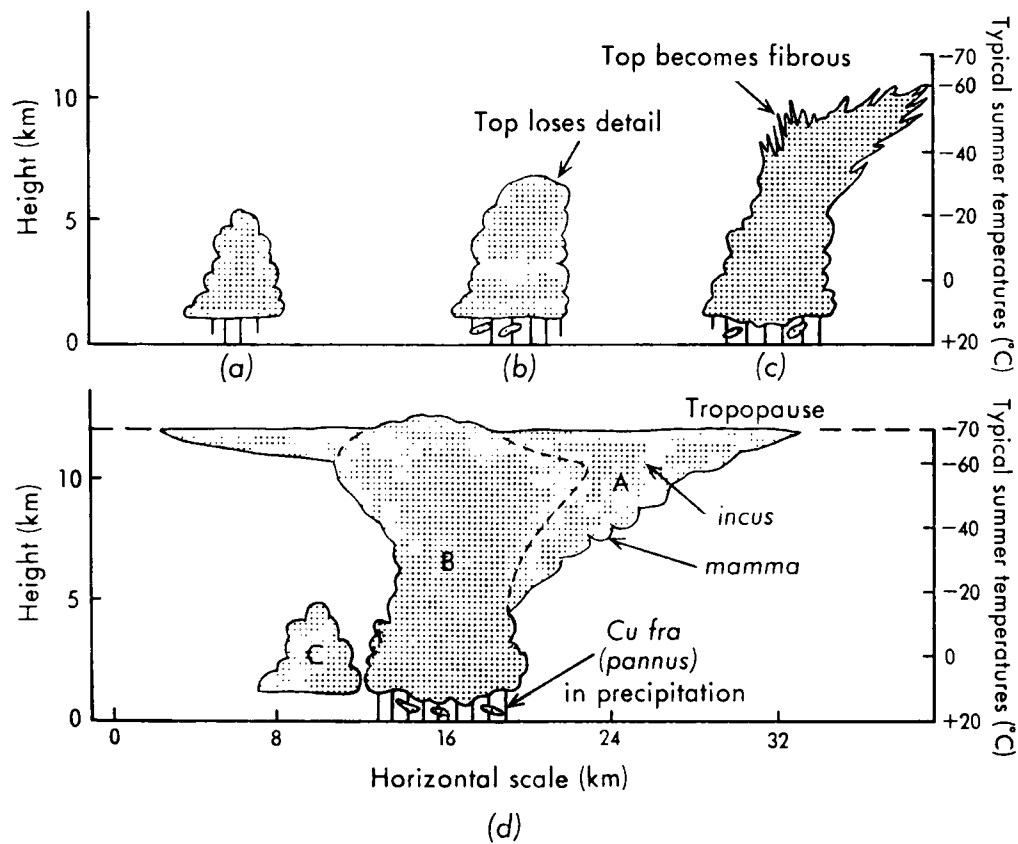 Height (km)
10
5
0
Top becomes fibrous
Top loses detail
Typical summer temperatures (°C)
−70
−60
−40
−20
0
+20
(a)
(b)
(c)
Tropopause
Height (km)
10
5
0
A
B
C
incus
mamma
Cu fra
(pannus)
in precipitation
Typical summer temperatures (°C)
−70
−60
−40
−20
0
+20
0
8
16
24
32
Horizontal scale (km)
(d)